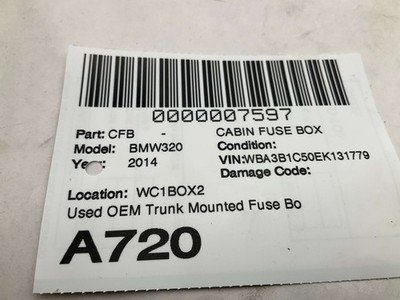 0000007597
Part: CFB - CABIN FUSE BOX
Model: BMW320 Condition:
Year: 2014 VIN:WBA3B1C50EK131779
Damage Code:
Location: WC1BOX2
Used OEM Trunk Mounted Fuse Bo
A720